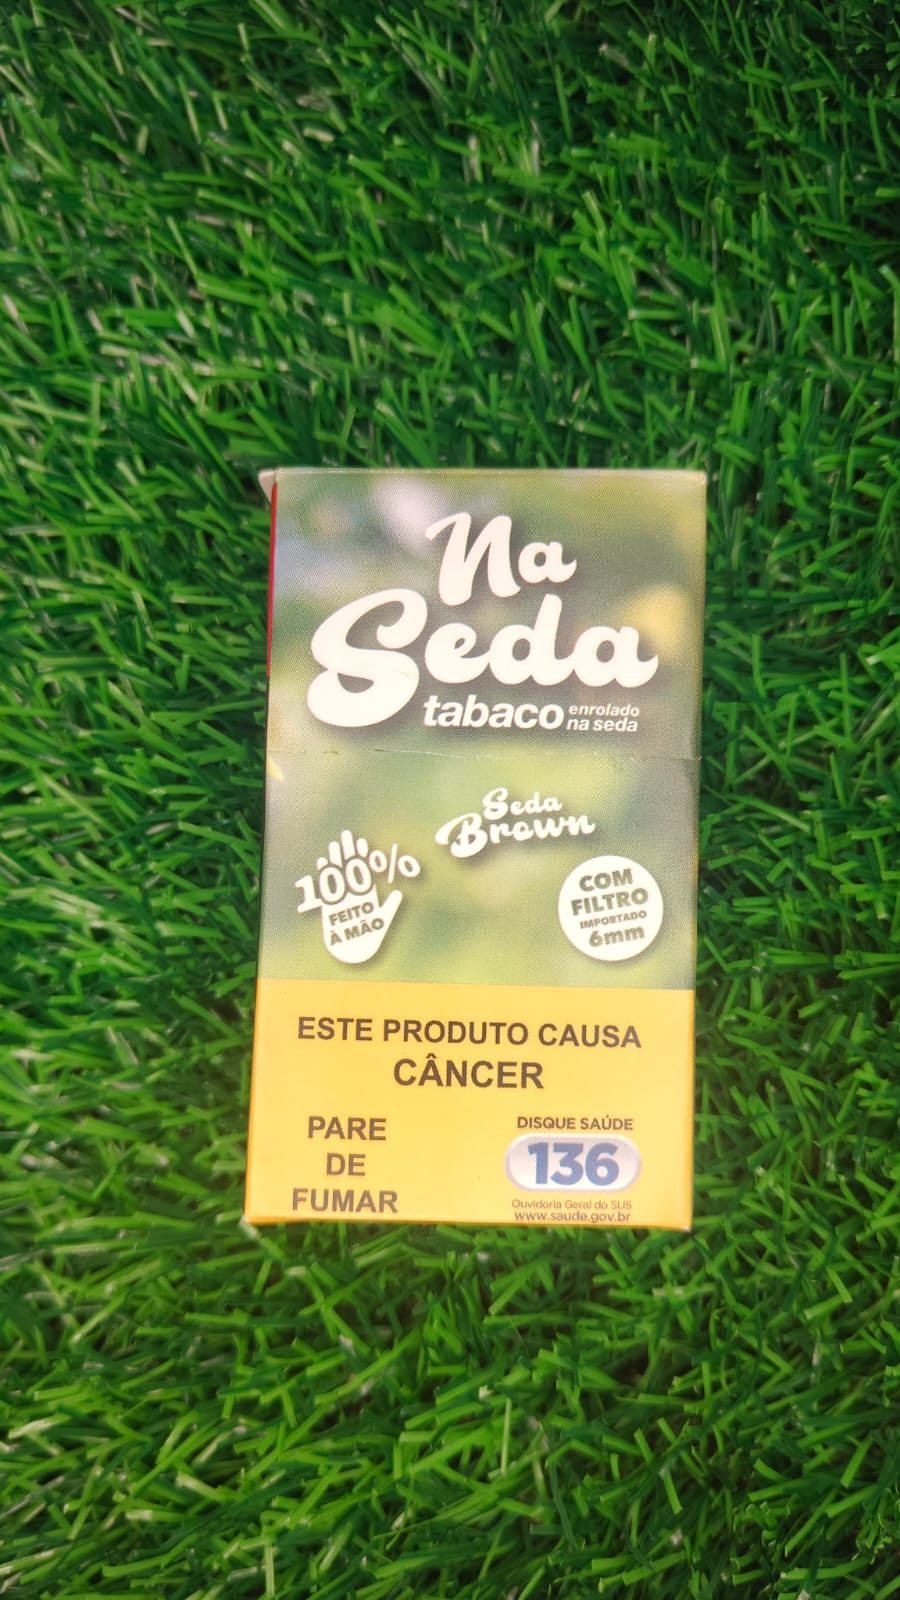 Na
Seda
tabaco enrolado
na seda
Seda
Brown
100%
FEITO
À MÃO
COM
FILTRO
IMPORTADO
6mm
ESTE PRODUTO CAUSA
CÂNCER
PARE
DE
FUMAR
DISQUE SAÚDE
136
Ouvidoria Geral do SUS
www.saude.gov.br